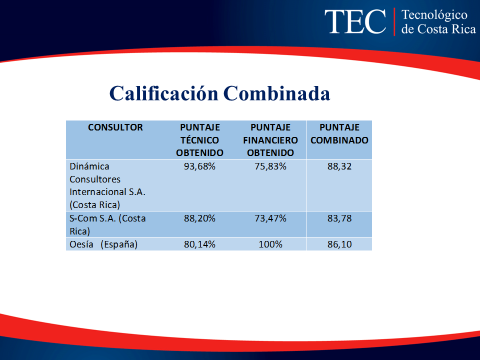 TEC
Tecnológico
de Costa Rica
Calificación Combinada
CONSULTOR
PUNTAJE
TÉCNICO
OBTENIDO
PUNTAJE
FINANCIERO
OBTENIDO
PUNTAJE
COMBINADO
Dinámica
Consultores
Internacional S.A.
(Costa Rica)
93,68%
75,83%
88,32
S-Com S.A. (Costa
Rica)
88,20%
73,47%
83,78
Oesía (España)
80,14%
100%
86,10